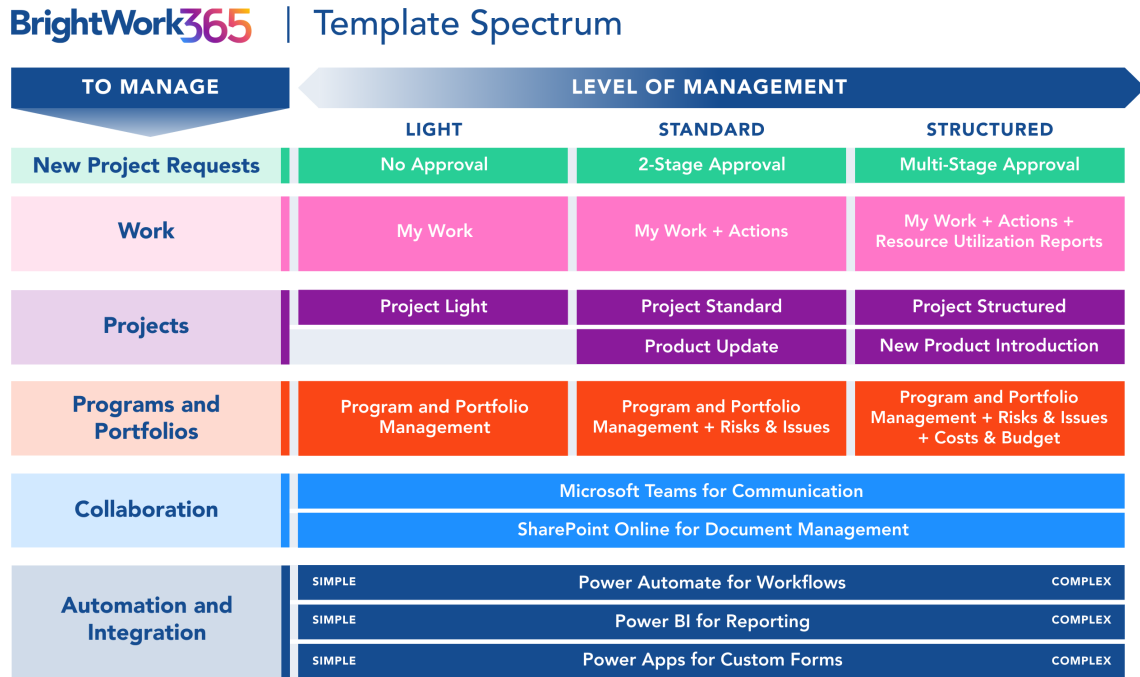 BrightWork365 | Template Spectrum
TO MANAGE
LEVEL OF MANAGEMENT
LIGHT
STANDARD
STRUCTURED
New Project Requests
No Approval
2-Stage Approval
Multi-Stage Approval
Work
My Work
My Work + Actions
My Work + Actions +
Resource Utilization Reports
Projects
Project Light
Project Standard
Project Structured
Product Update
New Product Introduction
Programs and
Portfolios
Program and Portfolio
Management
Program and Portfolio
Management + Risks & Issues
Program and Portfolio
Management + Risks & Issues
+ Costs & Budget
Collaboration
Microsoft Teams for Communication
SharePoint Online for Document Management
Automation and
Integration
SIMPLE Power Automate for Workflows COMPLEX
SIMPLE Power BI for Reporting COMPLEX
SIMPLE Power Apps for Custom Forms COMPLEX